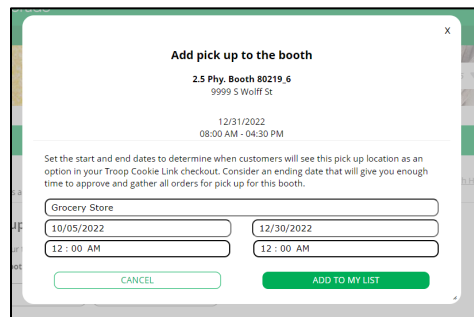 X
Add pick up to the booth
2.5 Phy. Booth 80219_6
9999 S Wolff St
12/31/2022
08:00 AM - 04:30 PM
Set the start and end dates to determine when customers will see this pick up location as an
option in your Troop Cookie Link checkout. Consider an ending date that will give you enough
time to approve and gather all orders for pick up for this booth.
Grocery Store
10/05/2022
12/30/2022
12 : 00 AM
12 : 00 AM
CANCEL
ADD TO MY LIST